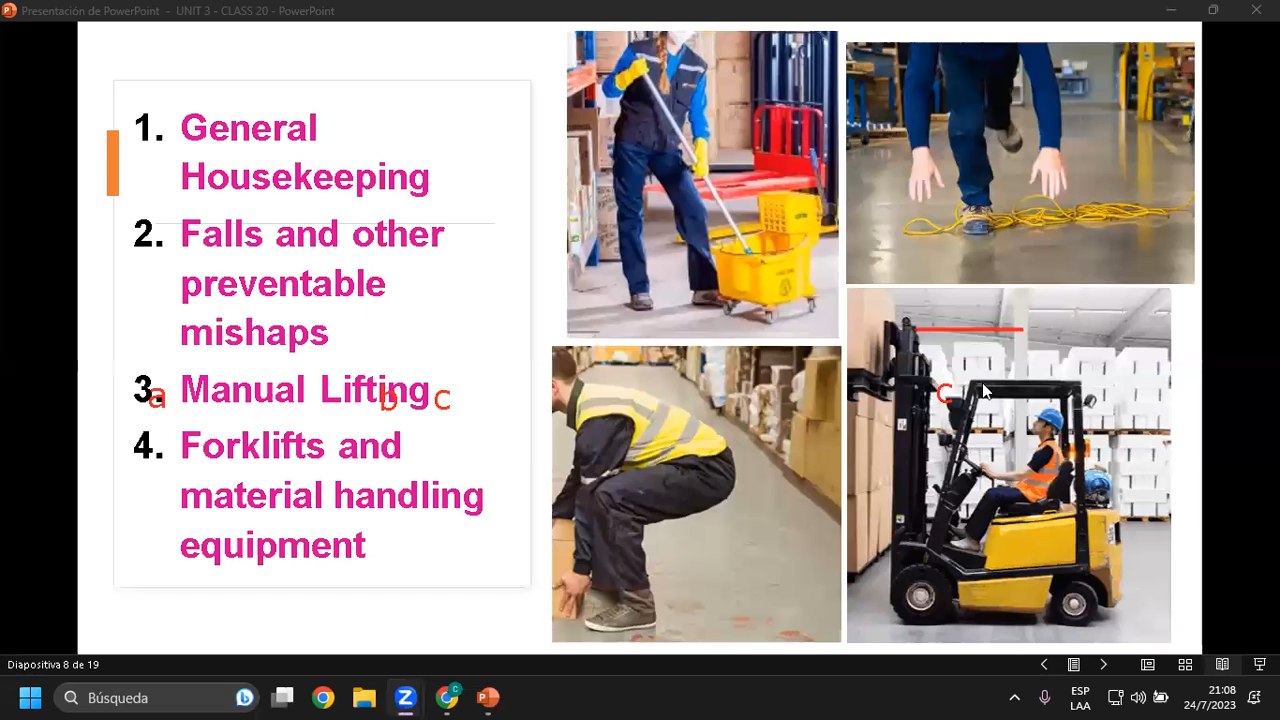 Presentación de PowerPoint - UNIT 3 - CLASS 20 - PowerPoint
1. General
Housekeeping
2. Falls and other
preventable
mishaps
3. Manual Lifting
a b c
C
4. Forklifts and
material handling
equipment
Diapositiva 8 de 19
Búsqueda
ESP
LAA
21:08
24/7/2023